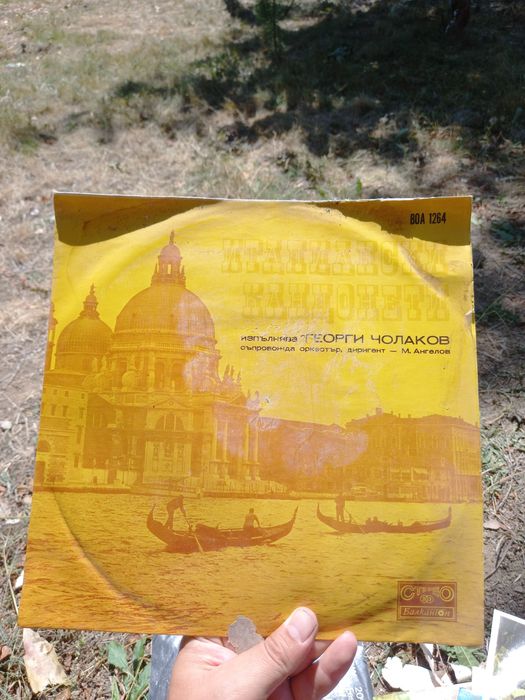 ВОА 1264
ИТАЛИАНСКИ
КАНЦОНЕТИ
изпълнява ГЕОРГИ ЧОЛАКОВ
съпровожда оркестър, диригент — М. Ангелов
Балкантон